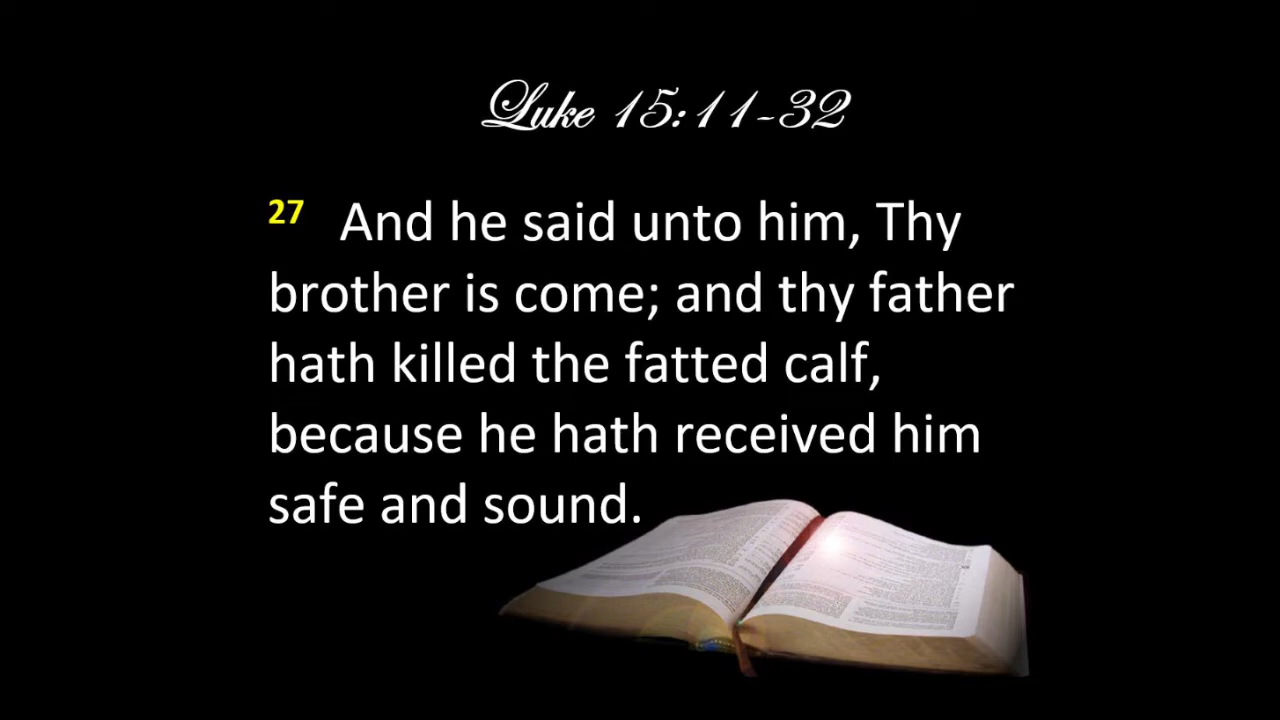 Luke 15:11-32
27 And he said unto him, Thy
brother is come; and thy father
hath killed the fatted calf,
because he hath received him
safe and sound.